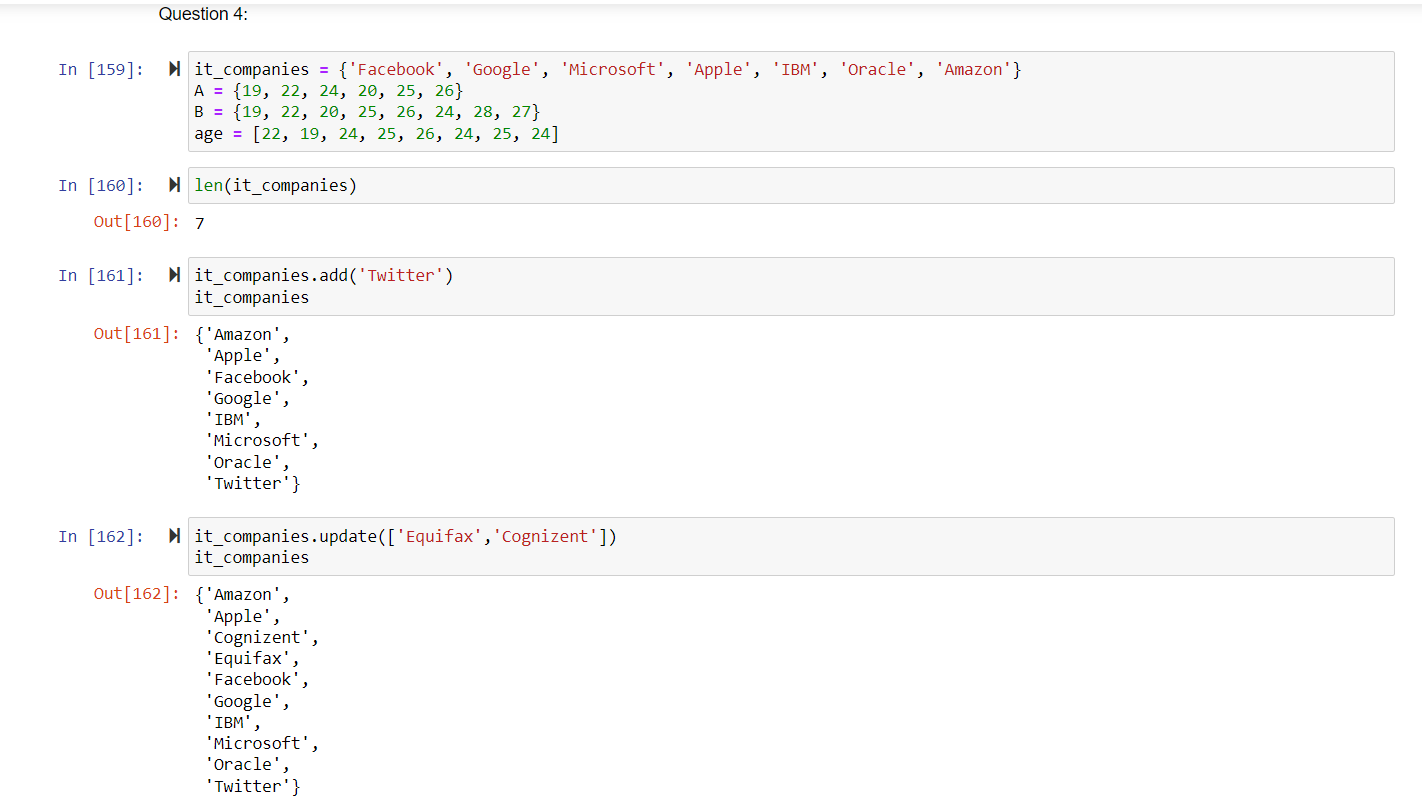 Question 4:
In [159]: it_companies = {'Facebook', 'Google', 'Microsoft', 'Apple', 'IBM', 'Oracle', 'Amazon'}
A = {19, 22, 24, 20, 25, 26}
B = {19, 22, 20, 25, 26, 24, 28, 27}
age = [22, 19, 24, 25, 26, 24, 25, 24]
In [160]: len(it_companies)
Out[160]: 7
In [161]: it_companies.add('Twitter')
it_companies
Out[161]: {'Amazon',
'Apple',
'Facebook',
'Google',
'IBM',
'Microsoft',
'Oracle',
'Twitter'}
In [162]: it_companies.update(['Equifax','Cognizent'])
it_companies
Out[162]: {'Amazon',
'Apple',
'Cognizent',
'Equifax',
'Facebook',
'Google',
'IBM',
'Microsoft',
'Oracle',
'Twitter'}